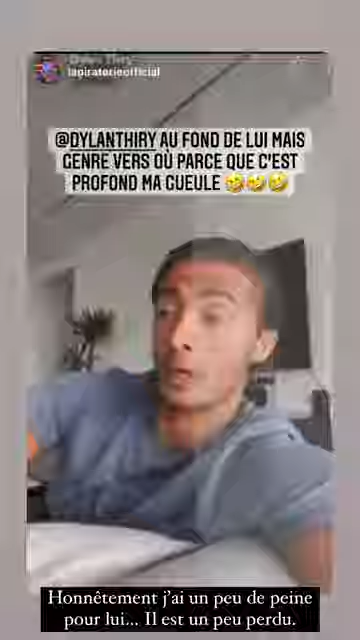 lapiraterieofficial
@DYLANTHIRY AU FOND DE LUI MAIS
GENRE VERS OÙ PARCE QUE C'EST
PROFOND MA GUEULE 🤣🤣🤣
Honnêtement j'ai un peu de peine
pour lui... Il est un peu perdu.